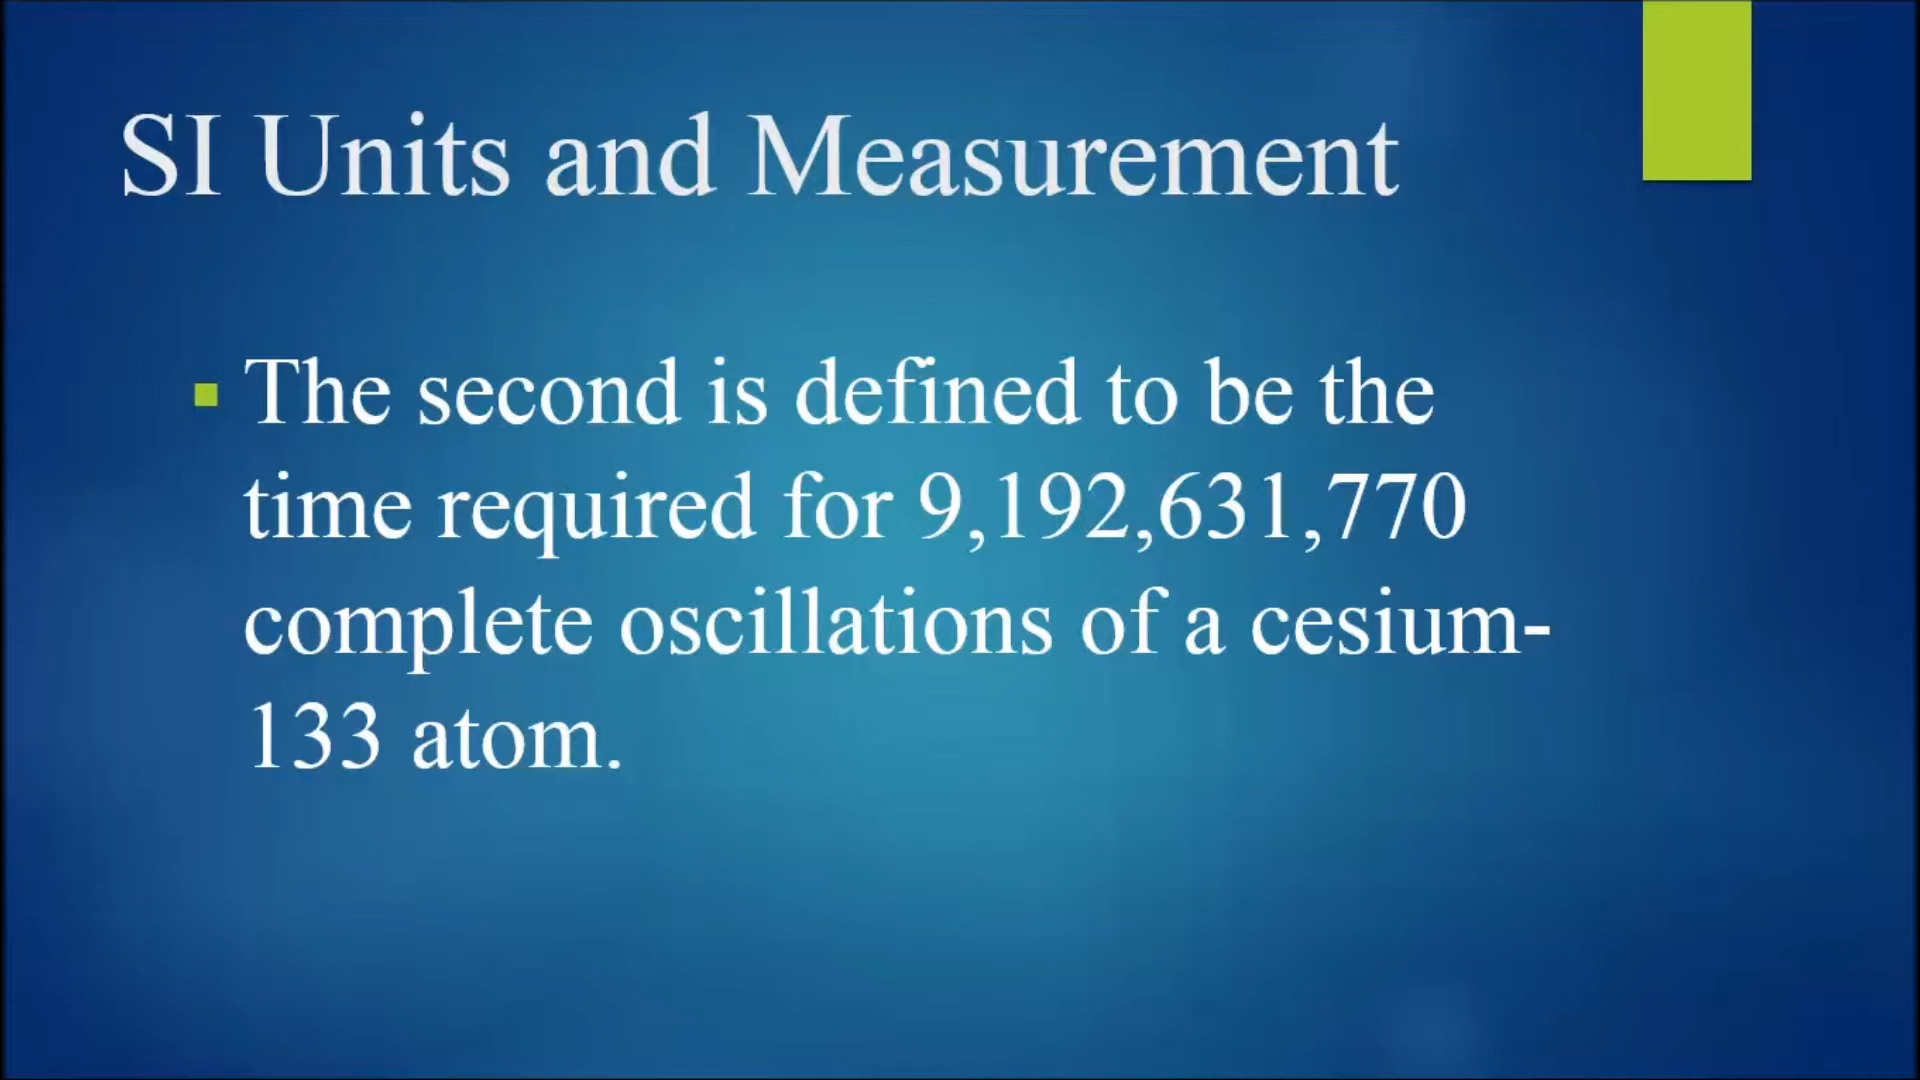 SI Units and Measurement
The second is defined to be the
time required for 9,192,631,770
complete oscillations of a cesium-
133 atom.